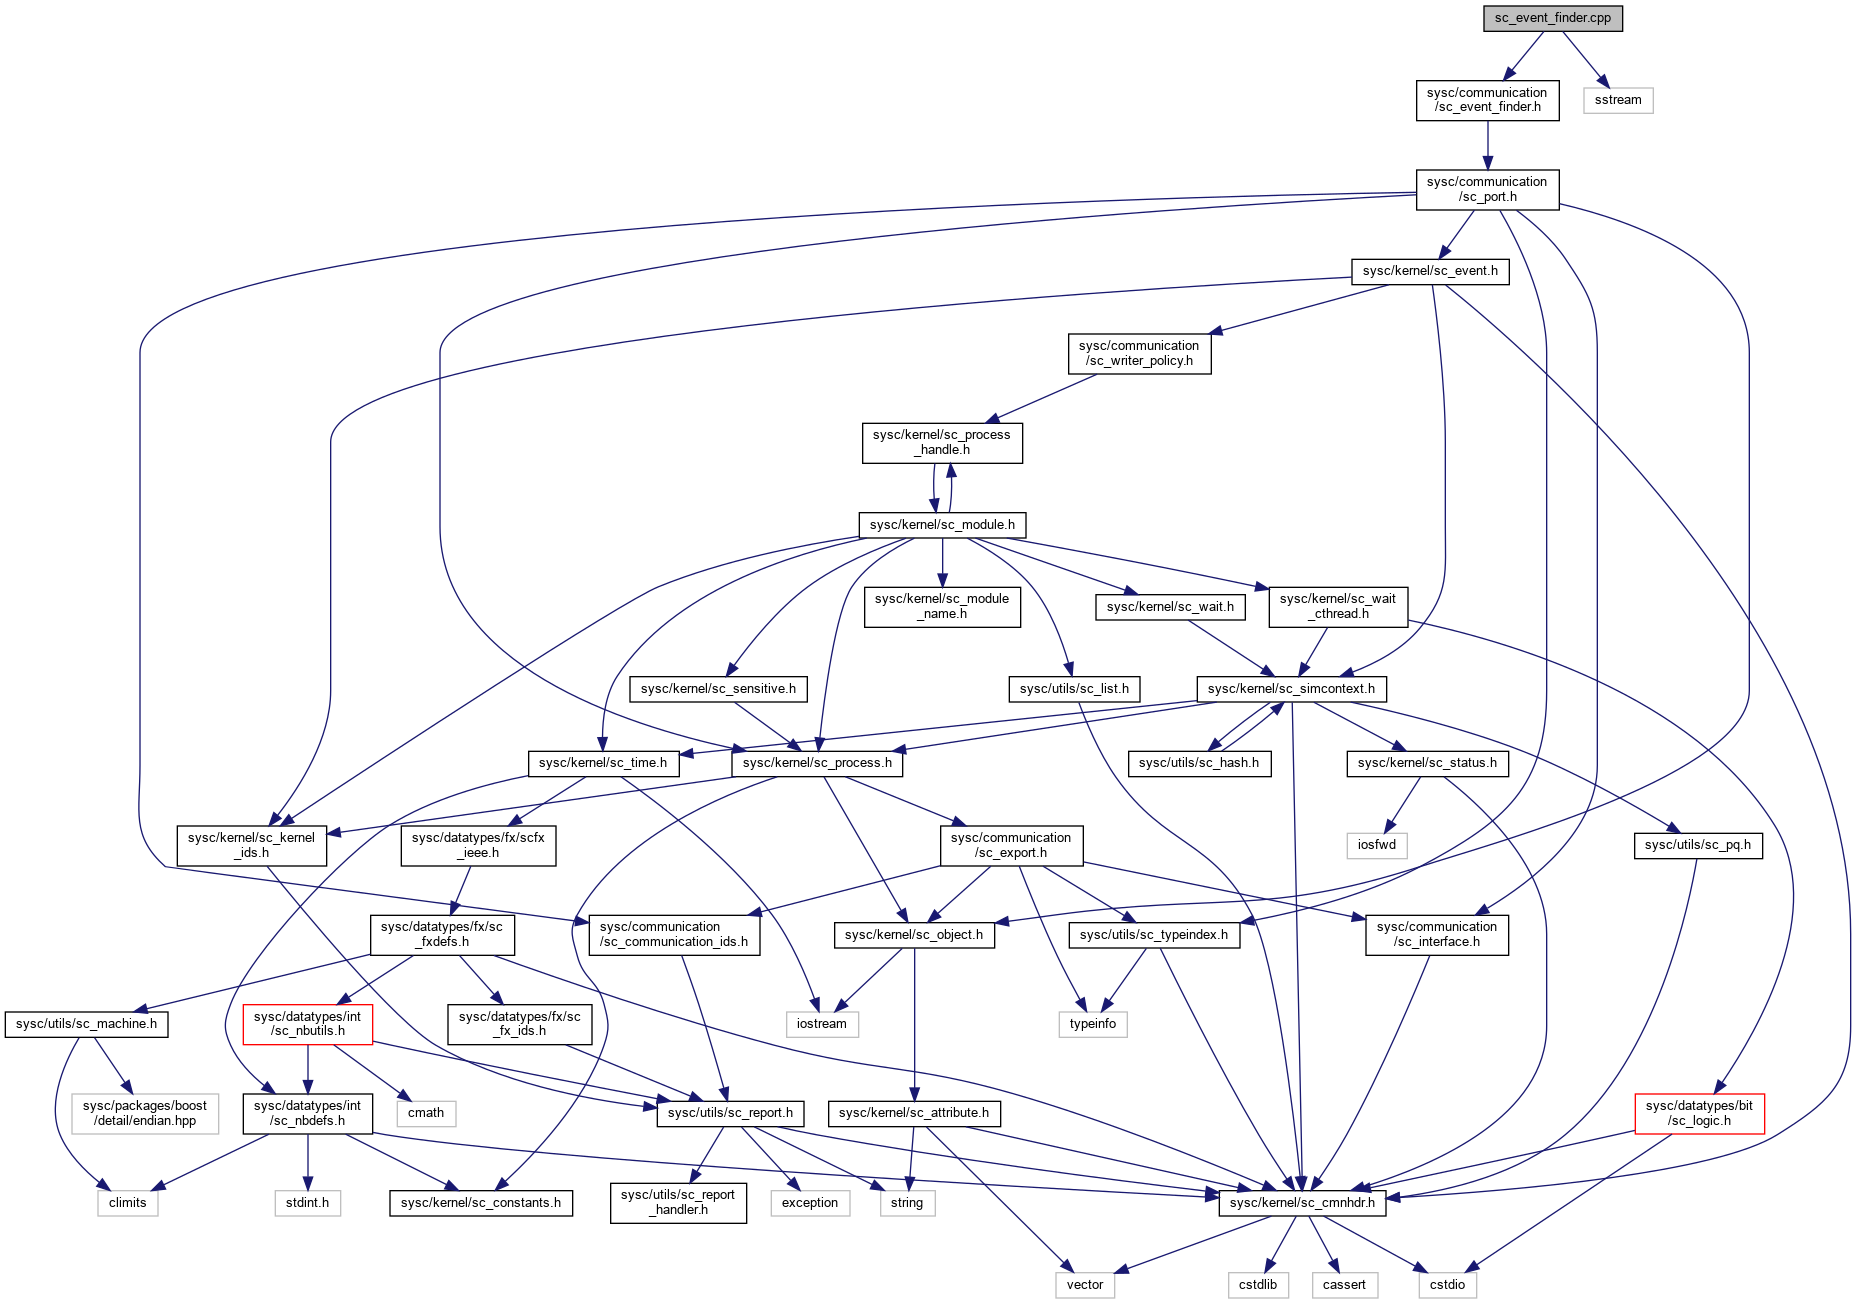 sc_event_finder.cpp
sysc/communication
/sc_event_finder.h
sstream
sysc/communication
/sc_port.h
sysc/kernel/sc_event.h
sysc/communication
/sc_writer_policy.h
sysc/kernel/sc_process
_handle.h
sysc/kernel/sc_module.h
sysc/kernel/sc_module
_name.h
sysc/kernel/sc_wait.h
sysc/kernel/sc_wait
_cthread.h
sysc/kernel/sc_sensitive.h
sysc/utils/sc_list.h
sysc/kernel/sc_simcontext.h
sysc/kernel/sc_time.h
sysc/kernel/sc_process.h
sysc/utils/sc_hash.h
sysc/kernel/sc_status.h
sysc/kernel/sc_kernel
_ids.h
sysc/datatypes/fx/scfx
_ieee.h
sysc/communication
/sc_export.h
iosfwd
sysc/utils/sc_pq.h
sysc/datatypes/fx/sc
_fxdefs.h
sysc/communication
/sc_communication_ids.h
sysc/kernel/sc_object.h
sysc/utils/sc_typeindex.h
sysc/communication
/sc_interface.h
sysc/utils/sc_machine.h
sysc/datatypes/int
/sc_nbutils.h
sysc/datatypes/fx/sc
_fx_ids.h
iostream
typeinfo
sysc/packages/boost
/detail/endian.hpp
sysc/datatypes/int
/sc_nbdefs.h
cmath
sysc/utils/sc_report.h
sysc/kernel/sc_attribute.h
sysc/datatypes/bit
/sc_logic.h
climits
stdint.h
sysc/kernel/sc_constants.h
sysc/utils/sc_report
_handler.h
exception
string
sysc/kernel/sc_cmnhdr.h
vector
cstdlib
cassert
cstdio